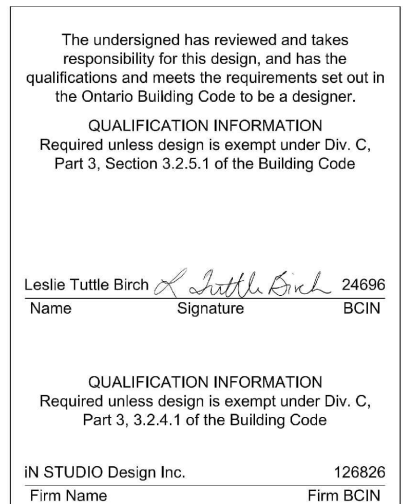 The undersigned has reviewed and takes
responsibility for this design, and has the
qualifications and meets the requirements set out in
the Ontario Building Code to be a designer.
QUALIFICATION INFORMATION
Required unless design is exempt under Div. C,
Part 3, Section 3.2.5.1 of the Building Code
Leslie Tuttle Birch L Tuttle Birch 24696
Name Signature BCIN
QUALIFICATION INFORMATION
Required unless design is exempt under Div. C,
Part 3, 3.2.4.1 of the Building Code
iN STUDIO Design Inc. 126826
Firm Name Firm BCIN